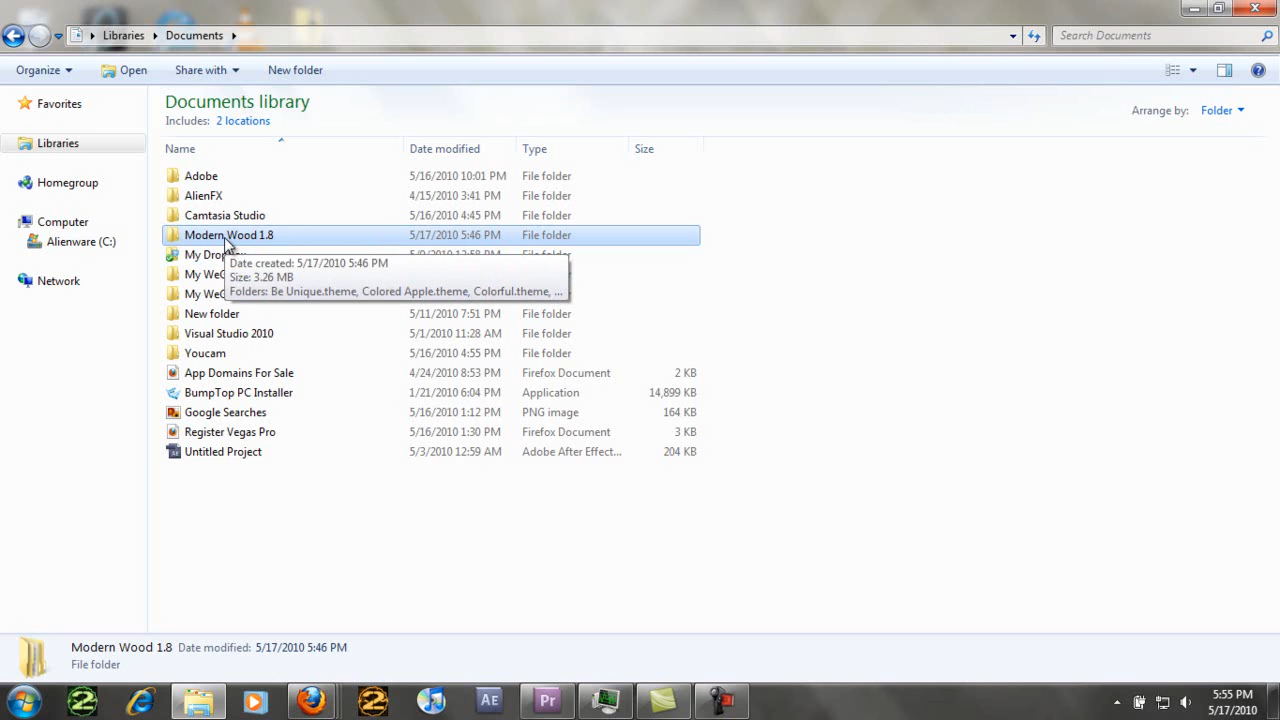 Libraries Documents
Search Documents
Organize Open Share with New folder
Documents library
Includes: 2 locations
Arrange by: Folder
Favorites
Libraries
Homegroup
Computer
Alienware (C:)
Network
Name Date modified Type Size
Adobe 5/16/2010 10:01 PM File folder
AlienFX 4/15/2010 3:41 PM File folder
Camtasia Studio 5/16/2010 4:45 PM File folder
Modern Wood 1.8 5/17/2010 5:46 PM File folder
My File folder
Date created: 5/17/2010 5:46 PM
Size: 3.26 MB
Folders: Be Unique.theme, Colored Apple.theme, Colorful.theme, ...
My
My
New folder 5/11/2010 7:51 PM File folder
Visual Studio 2010 5/1/2010 11:28 AM File folder
Youcam 5/16/2010 4:55 PM File folder
App Domains For Sale 4/24/2010 8:53 PM Firefox Document 2 KB
BumpTop PC Installer 1/21/2010 6:04 PM Application 14,899 KB
Google Searches 5/16/2010 1:12 PM PNG image 164 KB
Register Vegas Pro 5/16/2010 1:30 PM Firefox Document 3 KB
Untitled Project 5/3/2010 12:59 AM Adobe After Effect... 204 KB
Modern Wood 1.8 Date modified: 5/17/2010 5:46 PM
File folder
AE Pr
5:55 PM
5/17/2010